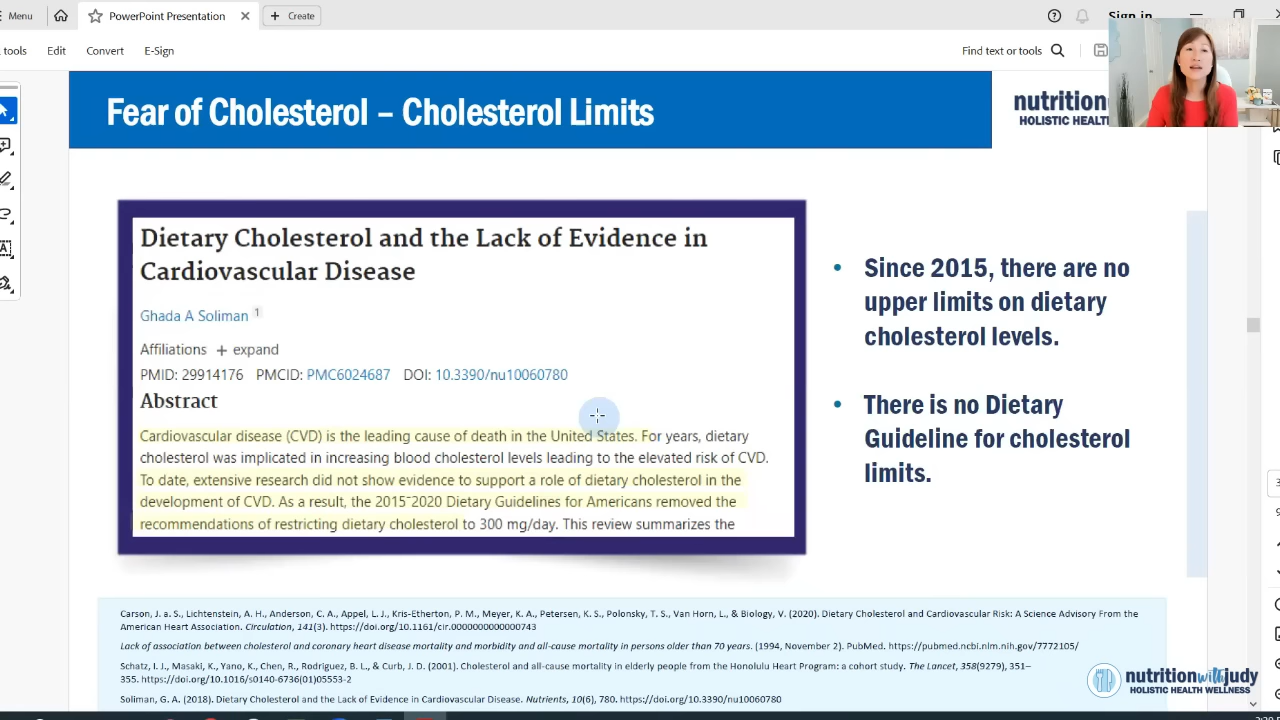 Menu
PowerPoint Presentation
Create
Sign in
tools
Edit
Convert
E-Sign
Find text or tools
Fear of Cholesterol – Cholesterol Limits
nutrition
HOLISTIC HEALTH
Dietary Cholesterol and the Lack of Evidence in
Cardiovascular Disease
Ghada A Soliman 1
Affiliations + expand
PMID: 29914176 PMCID: PMC6024687 DOI: 10.3390/nu10060780
Abstract
Cardiovascular disease (CVD) is the leading cause of death in the United States. For years, dietary
cholesterol was implicated in increasing blood cholesterol levels leading to the elevated risk of CVD.
To date, extensive research did not show evidence to support a role of dietary cholesterol in the
development of CVD. As a result, the 2015⁻2020 Dietary Guidelines for Americans removed the
recommendations of restricting dietary cholesterol to 300 mg/day. This review summarizes the
• Since 2015, there are no
upper limits on dietary
cholesterol levels.
• There is no Dietary
Guideline for cholesterol
limits.
Carson, J. a. S., Lichtenstein, A. H., Anderson, C. A., Appel, L. J., Kris-Etherton, P. M., Meyer, K. A., Petersen, K. S., Polonsky, T. S., Van Horn, L., & Biology, V. (2020). Dietary Cholesterol and Cardiovascular Risk: A Science Advisory From the
American Heart Association. Circulation, 141(3). https://doi.org/10.1161/cir.0000000000000743
Lack of association between cholesterol and coronary heart disease mortality and morbidity and all-cause mortality in persons older than 70 years. (1994, November 2). PubMed. https://pubmed.ncbi.nlm.nih.gov/7772105/
Schatz, I. J., Masaki, K., Yano, K., Chen, R., Rodriguez, B. L., & Curb, J. D. (2001). Cholesterol and all-cause mortality in elderly people from the Honolulu Heart Program: a cohort study. The Lancet, 358(9279), 351–
355. https://doi.org/10.1016/s0140-6736(01)05553-2
Soliman, G. A. (2018). Dietary Cholesterol and the Lack of Evidence in Cardiovascular Disease. Nutrients, 10(6), 780. https://doi.org/10.3390/nu10060780
nutritionwithjudy
HOLISTIC HEALTH WELLNESS